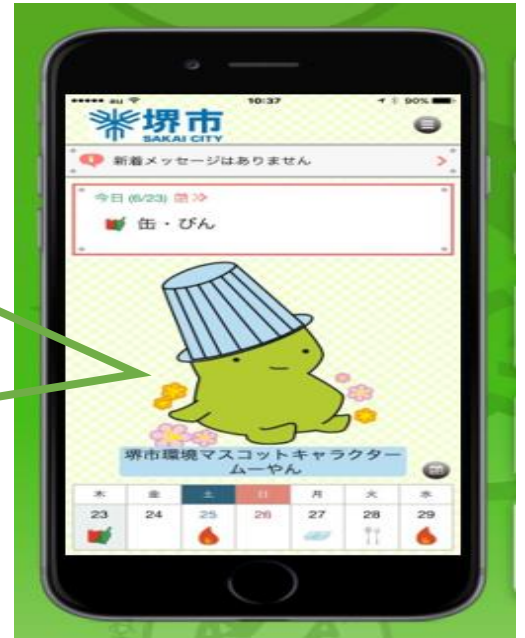 au 10:37 90%
堺市
SAKAI CITY
新着メッセージはありません
今日 (6/23)
缶・びん
堺市環境マスコットキャラクター
ムーやん
木 金 土 日 月 火 水
23 24 25 26 27 28 29